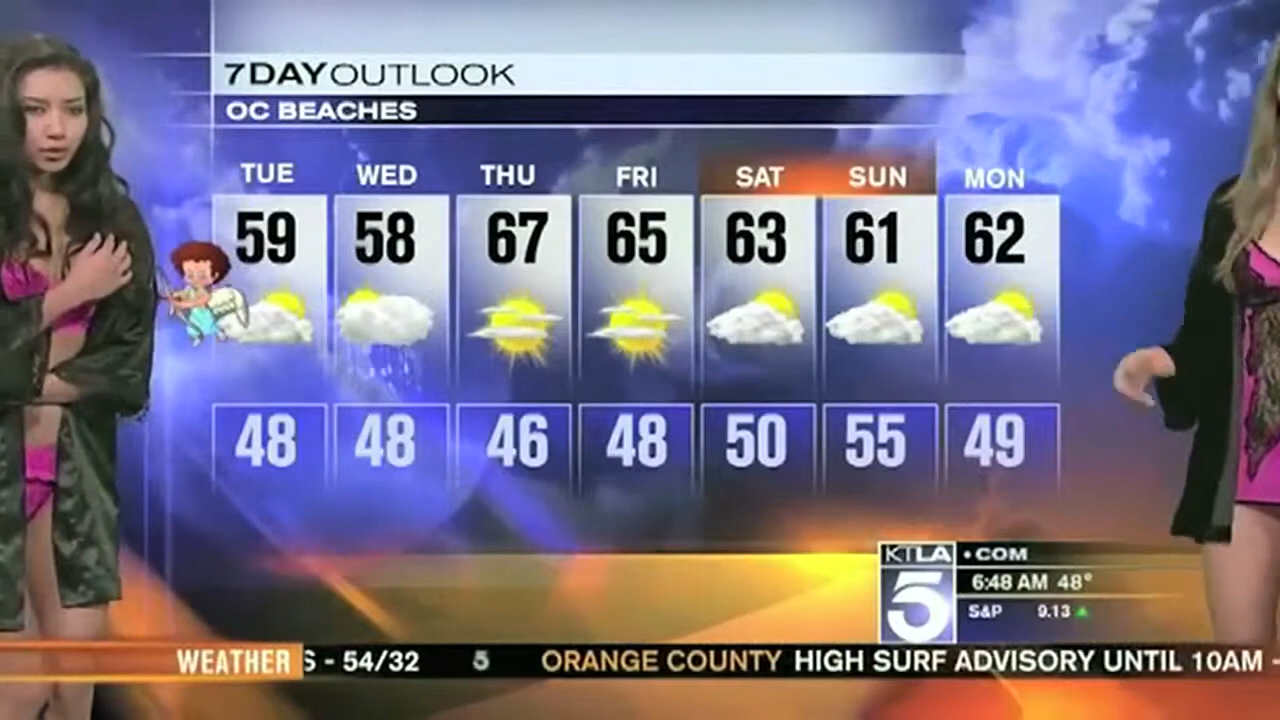 7DAYOUTLOOK
OC BEACHES
TUE WED THU FRI SAT SUN MON
59 58 67 65 63 61 62
48 48 46 48 50 55 49
KTLA .COM
5
6:48 AM 48°
S&P 9.13
WEATHER S - 54/32 5 ORANGE COUNTY HIGH SURF ADVISORY UNTIL 10AM -